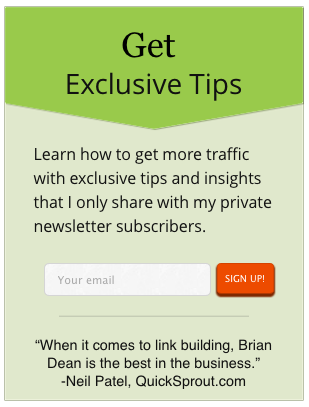 Get
Exclusive Tips
Learn how to get more traffic
with exclusive tips and insights
that I only share with my private
newsletter subscribers.
Your email
SIGN UP!
“When it comes to link building, Brian
Dean is the best in the business.”
-Neil Patel, QuickSprout.com